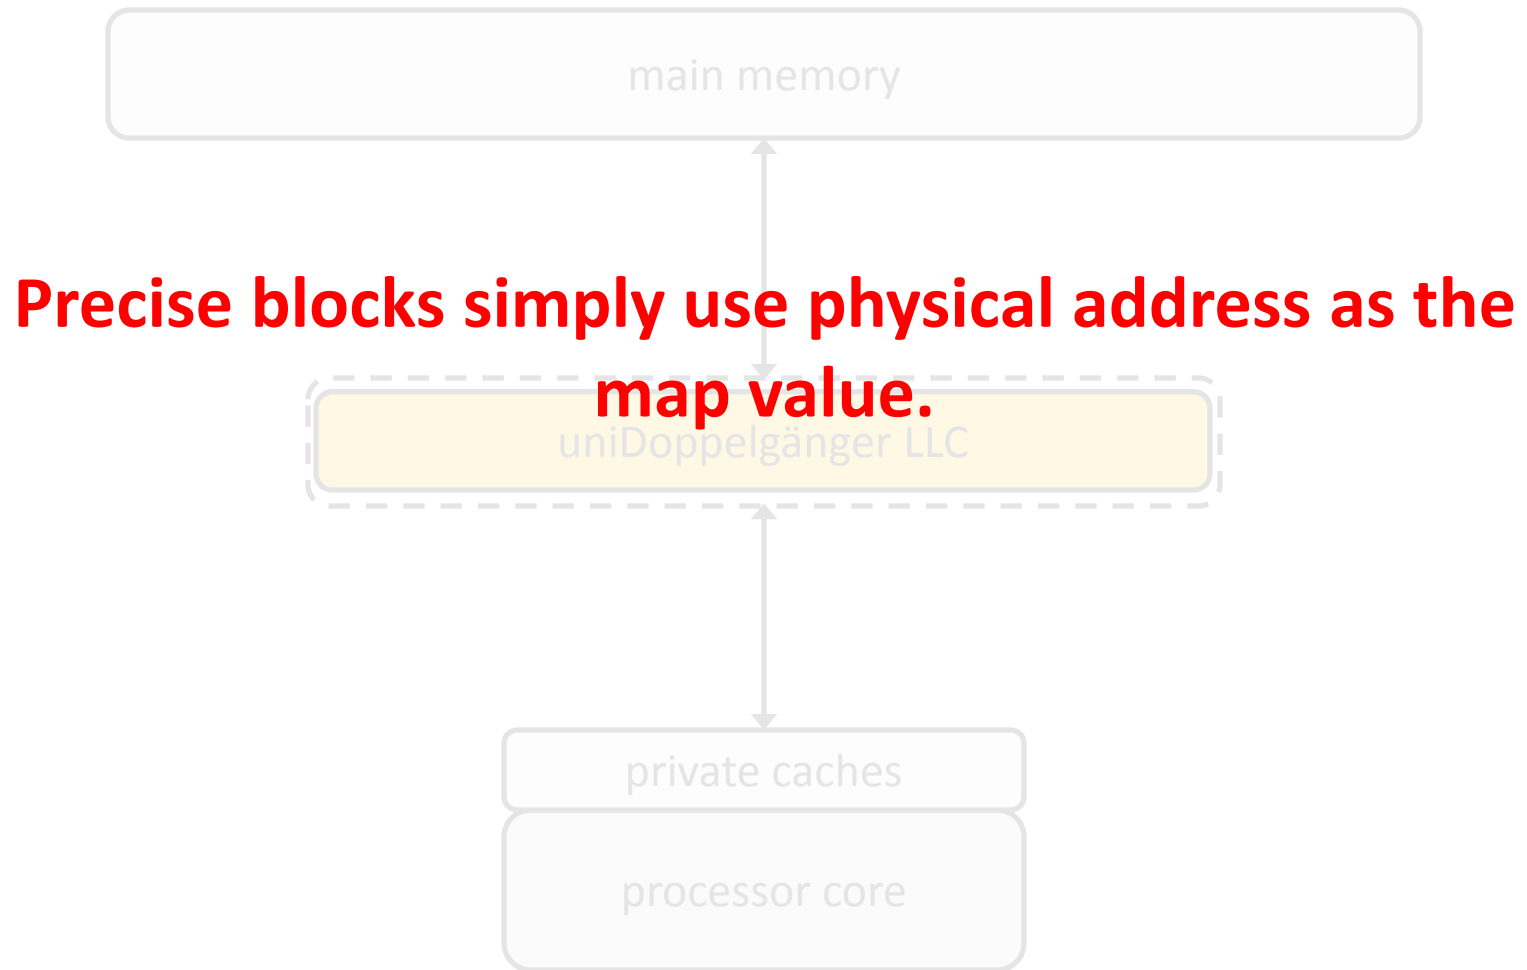 main memory
Precise blocks simply use physical address as the
map value.
uniDoppelgänger LLC
private caches
processor core